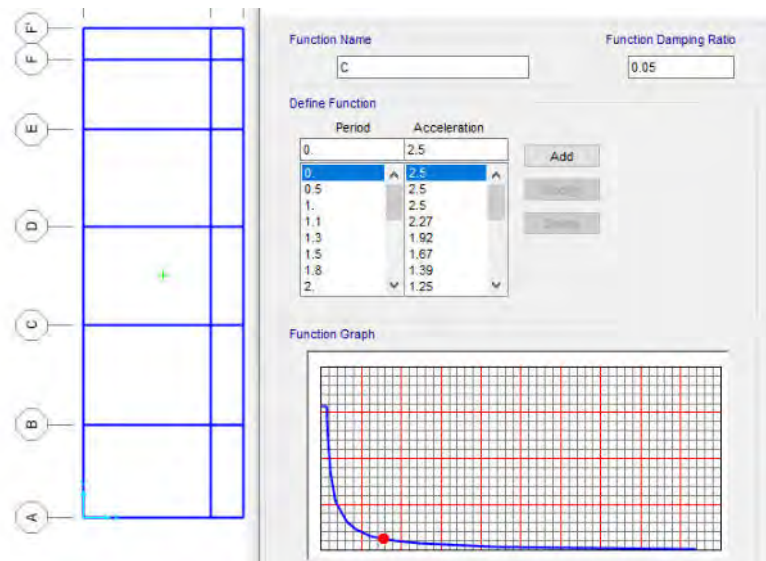 F'
F
E
D
C
B
A
Function Name
Function Damping Ratio
C
0.05
Define Function
Period Acceleration
0. 2.5
Add
0. 2.5
0.5 2.5
1. 2.5
1.1 2.27
1.3 1.92
1.5 1.67
1.8 1.39
2. 1.25
Function Graph